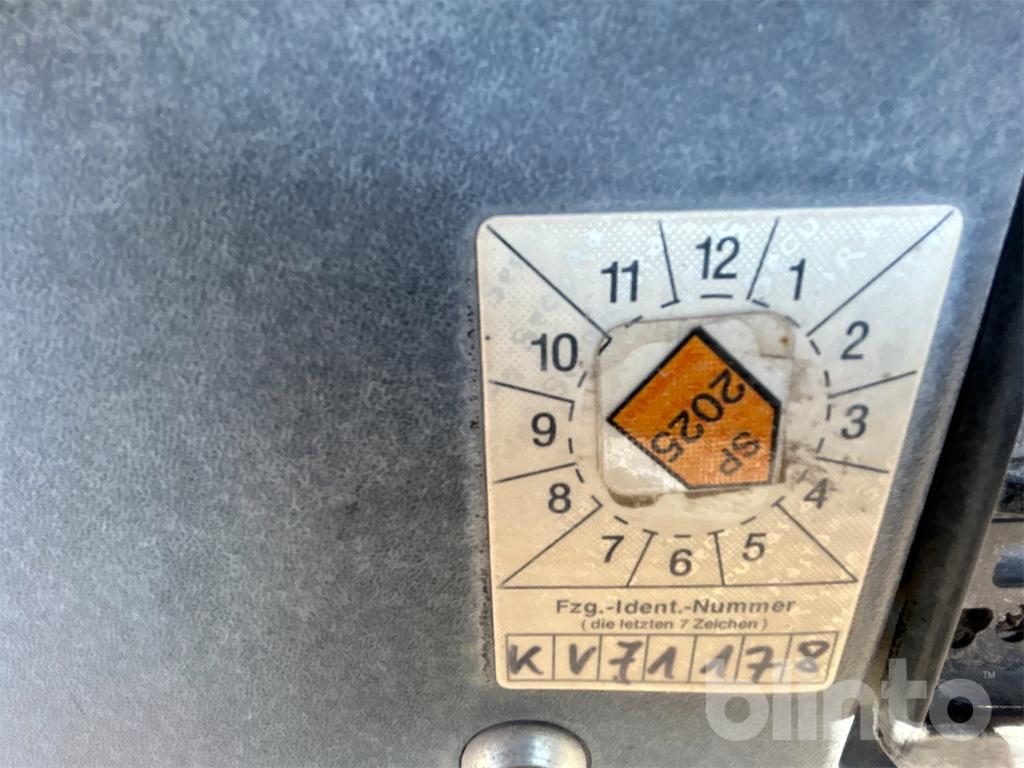 12
11
1
10
2
9
3
8
4
7
6
5
2025
SP
Fzg.-Ident.-Nummer
(die letzten 7 Zeichen)
KV71178
blinto™